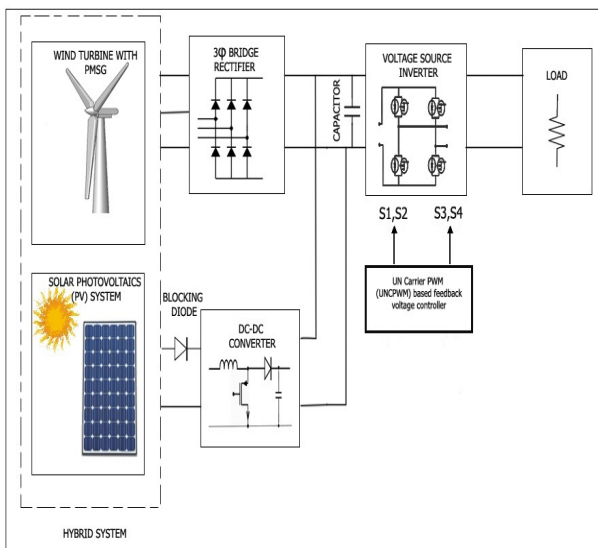 WIND TURBINE WITH
PMSG
3φ BRIDGE
RECTIFIER
CAPACITOR
VOLTAGE SOURCE
INVERTER
LOAD
S1,S2
S3,S4
UN Carrier PWM
(UNCPWM) based feedback
voltage controller
SOLAR PHOTOVOLTAICS
(PV) SYSTEM
BLOCKING
DIODE
DC-DC
CONVERTER
HYBRID SYSTEM